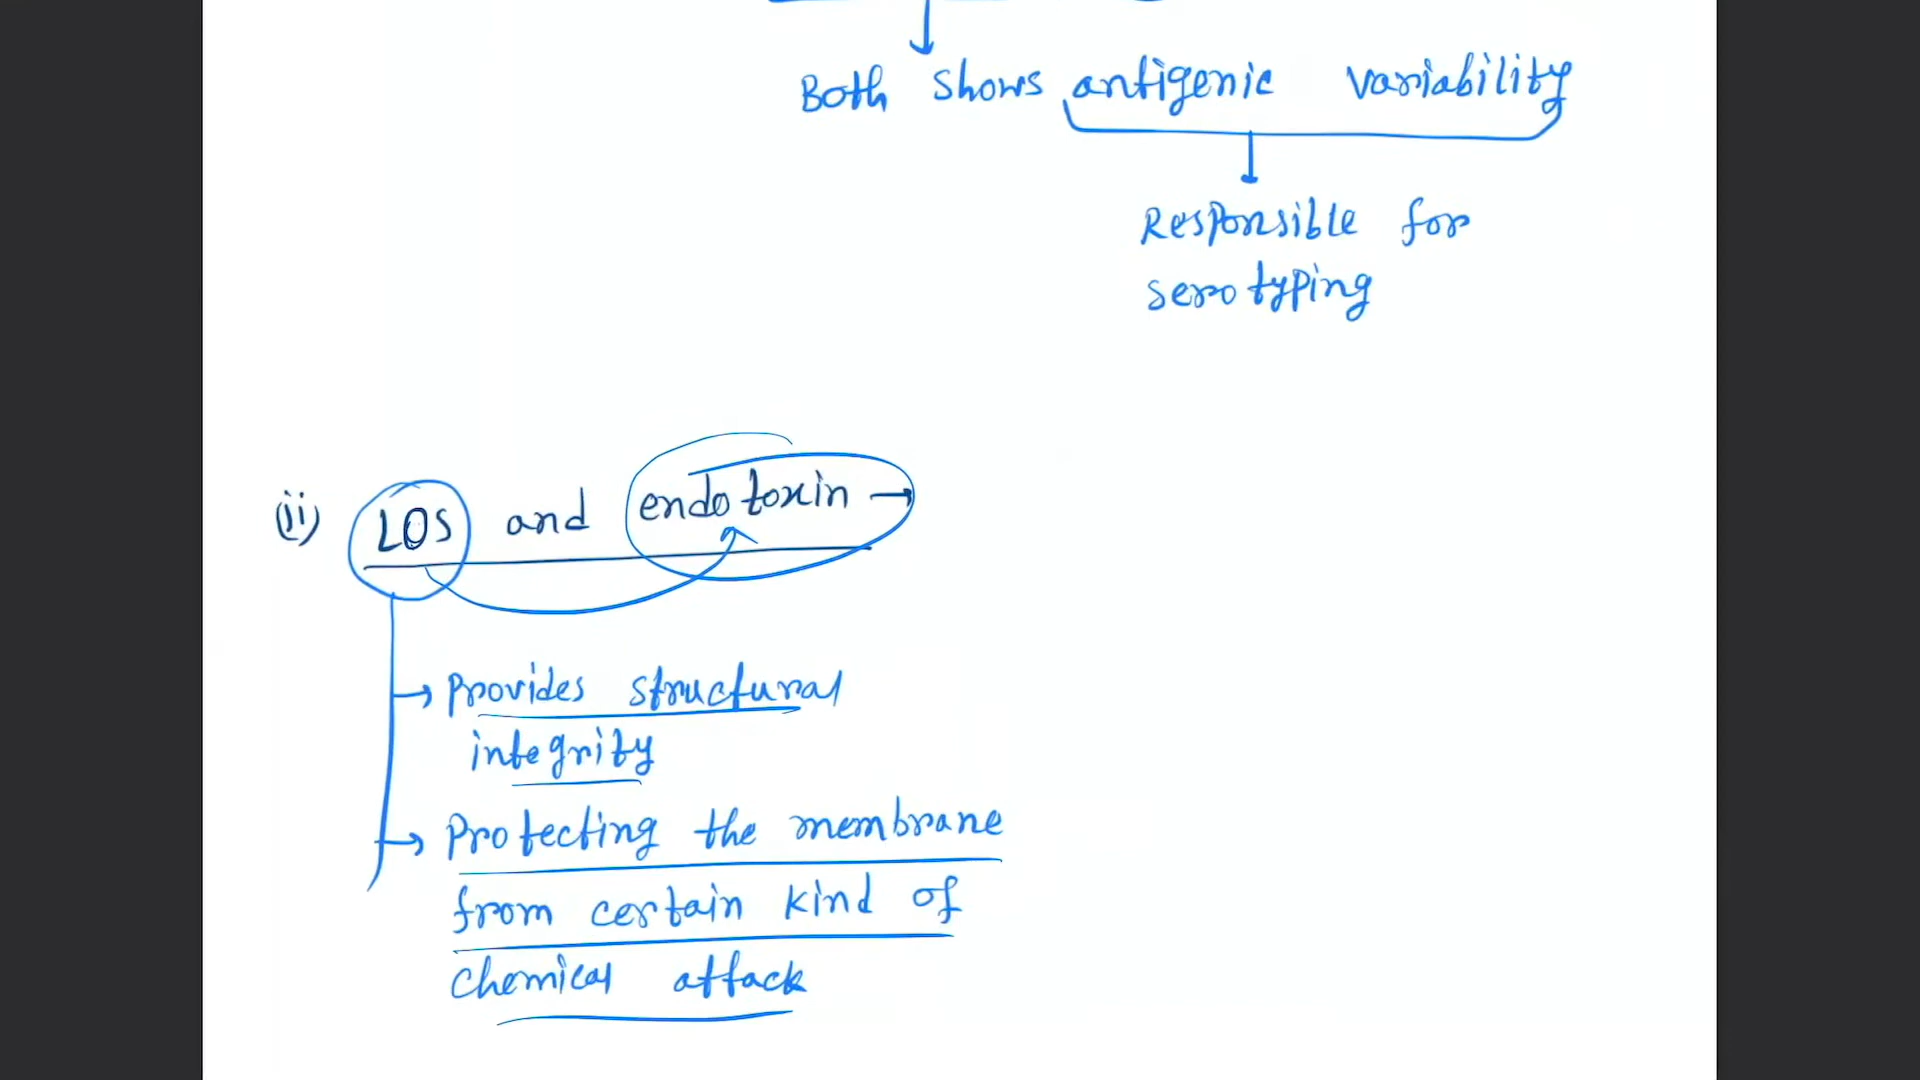 Both shows antigenic variability
Responsible for
serotyping
(ii) LOS and endotoxin →
→ Provides structural
integrity
→ Protecting the membrane
from certain kind of
chemical attack